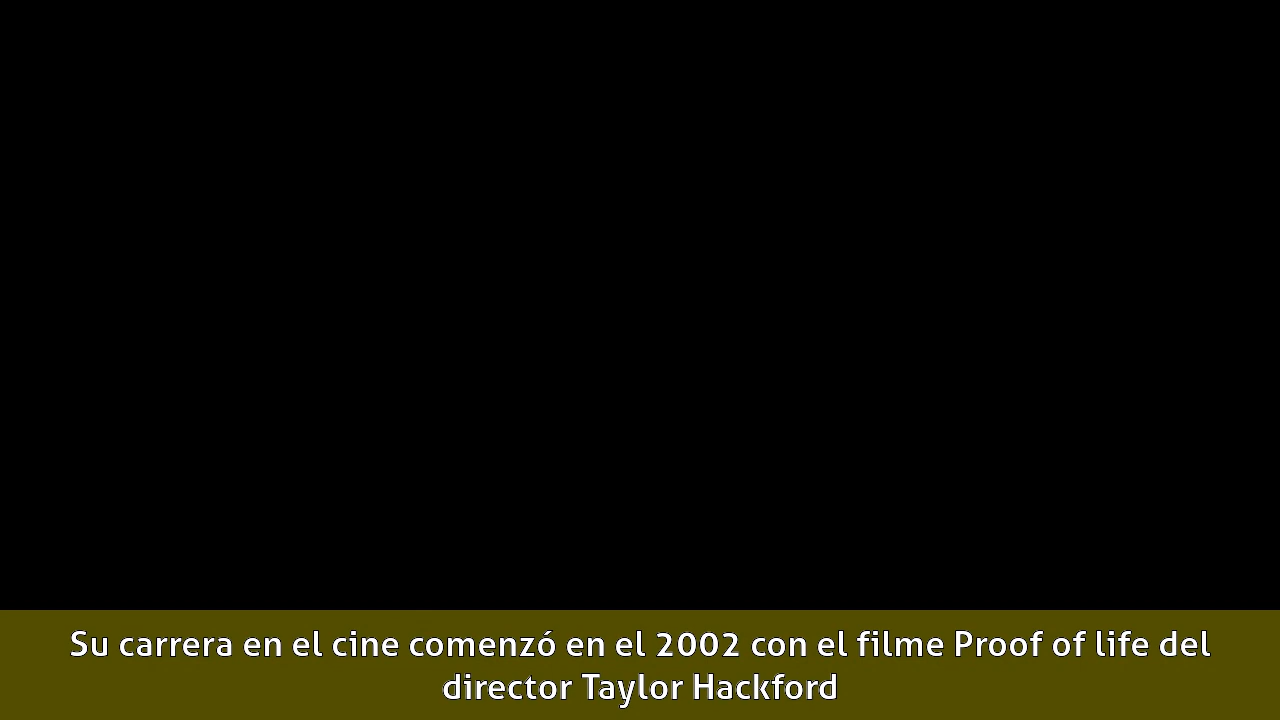 Su carrera en el cine comenzó en el 2002 con el filme Proof of life del
director Taylor Hackford